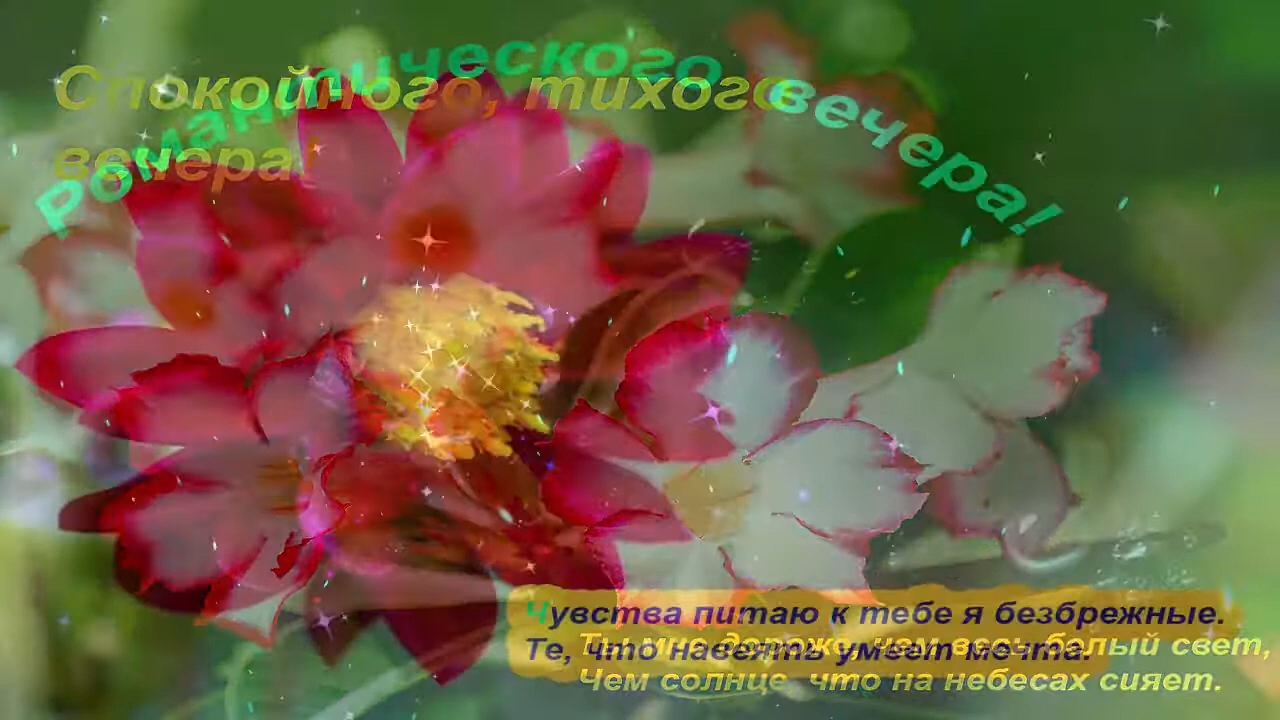 Романтического вечера!
Спокойного, тихого
вечера!
Чувства питаю к тебе я безбрежные.
Те, что навеять умеет мечта.
Ты мне дороже, чем весь белый свет,
Чем солнце, что на небесах сияет.